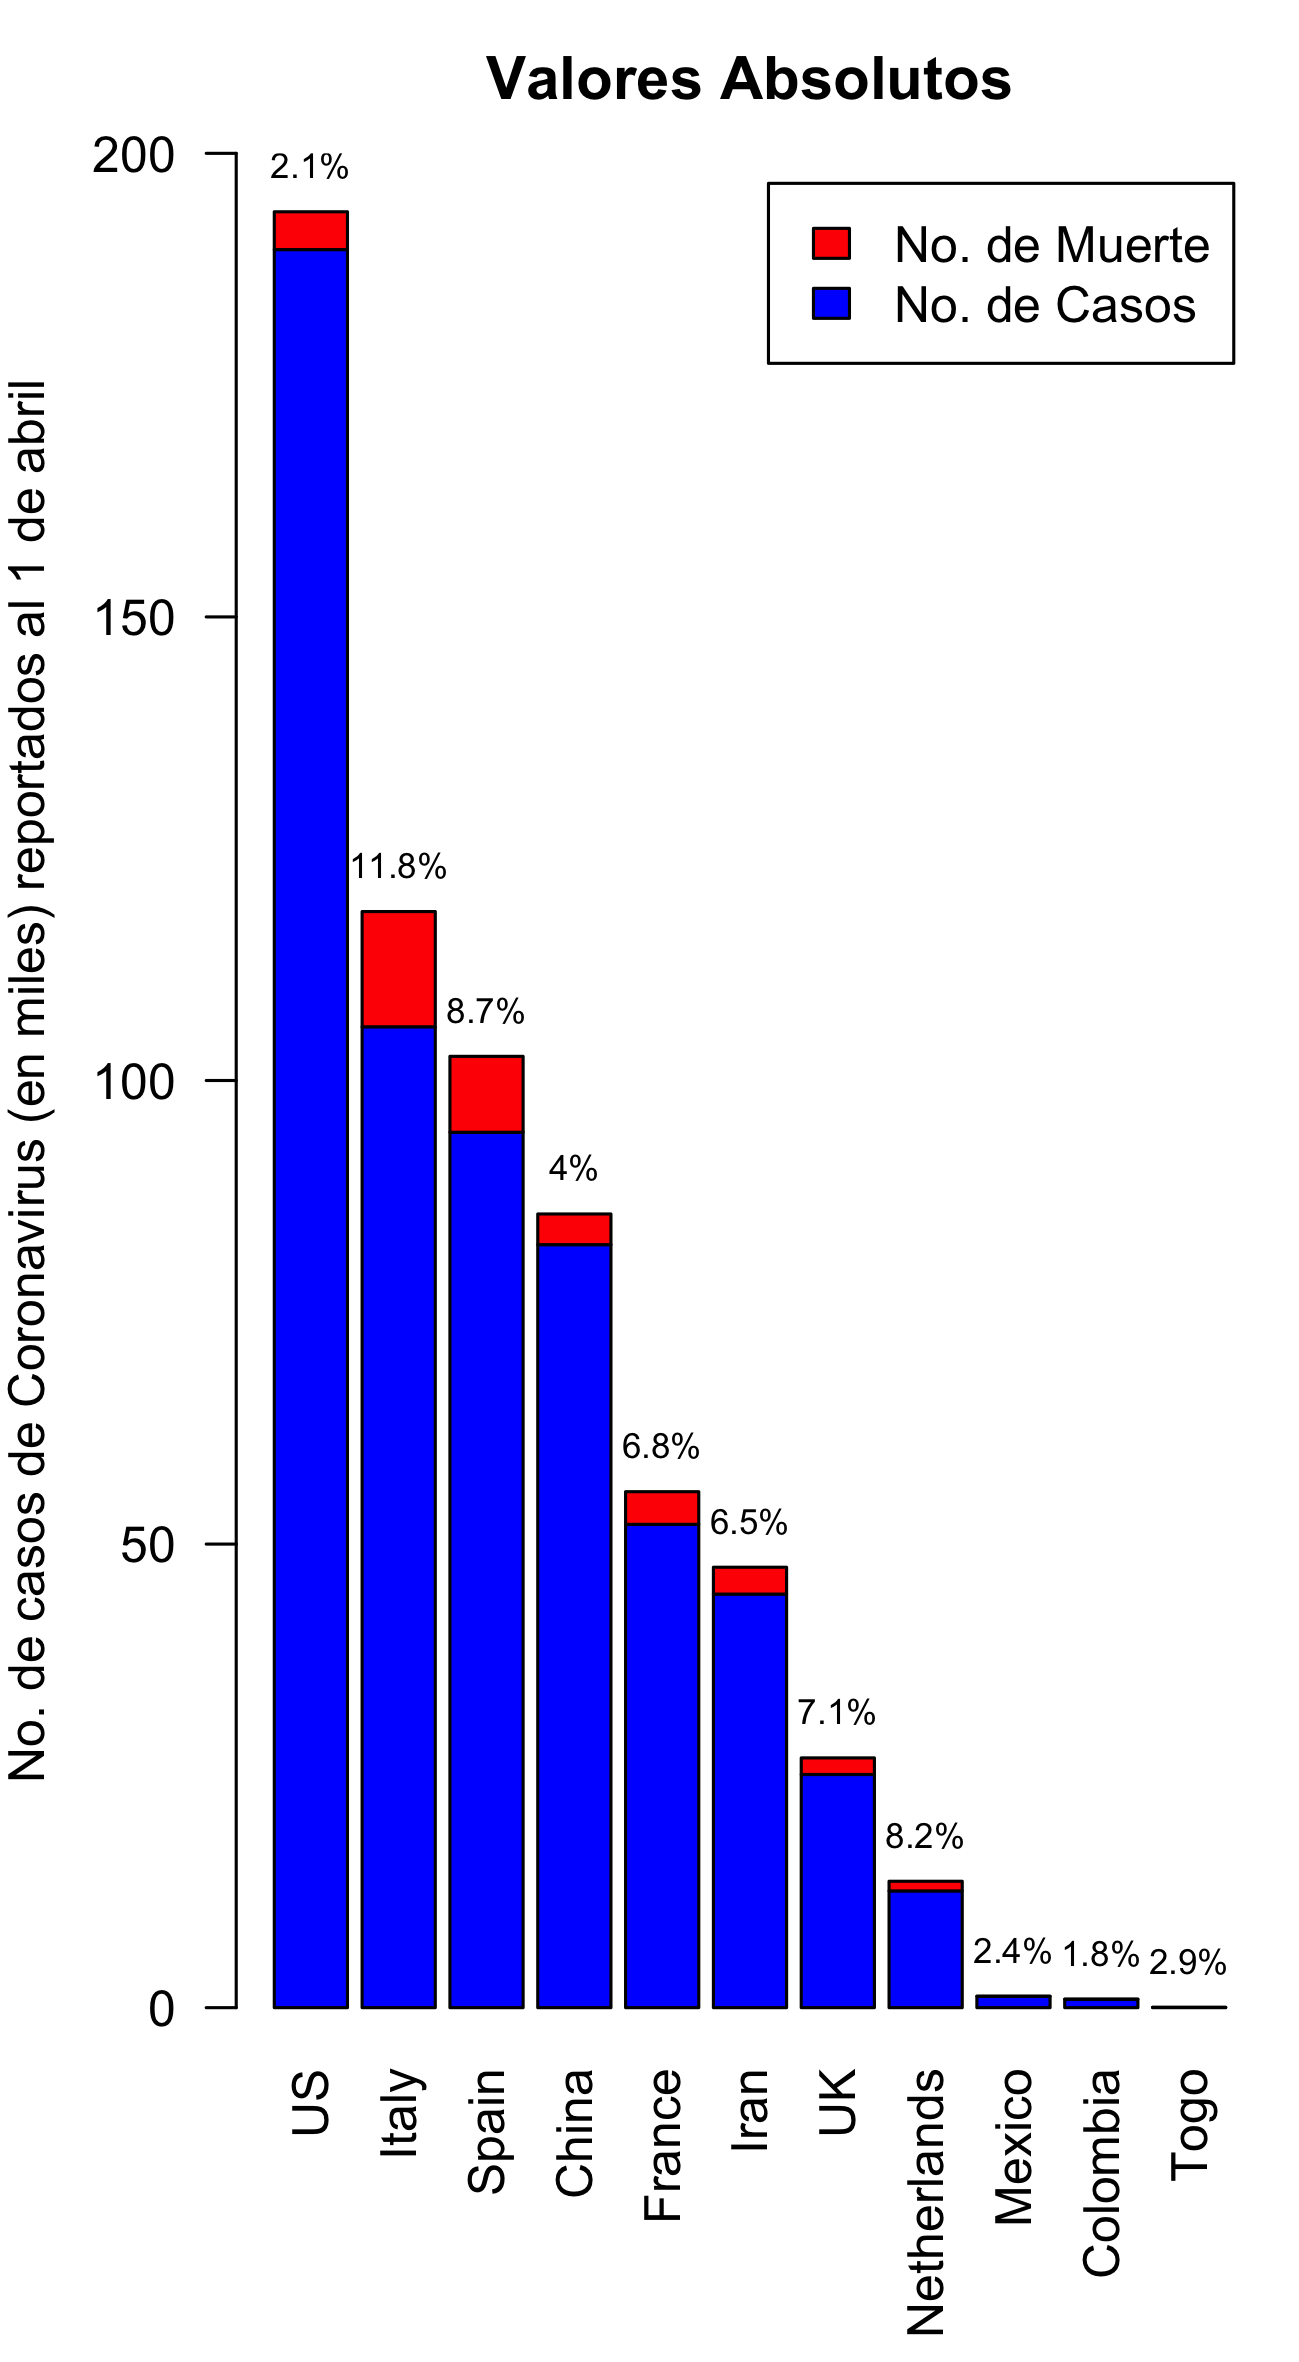 Valores Absolutos
No. de Muerte
No. de Casos
No. de casos de Coronavirus (en miles) reportados al 1 de abril
200
150
100
50
0
2.1%
11.8%
8.7%
4%
6.8%
6.5%
7.1%
8.2%
2.4%
1.8%
2.9%
US
Italy
Spain
China
France
Iran
UK
Netherlands
Mexico
Colombia
Togo